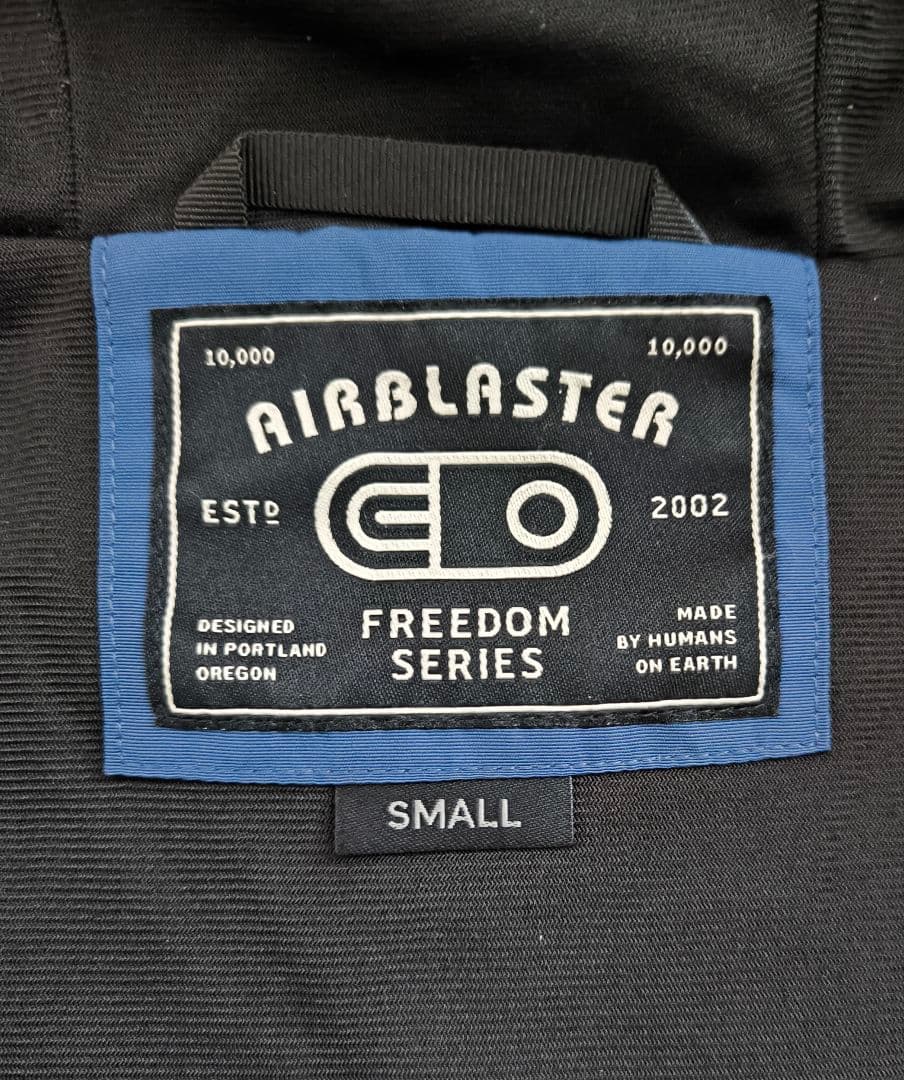 10,000 10,000
AIRBLASTER
ESTD 2002
FREEDOM
SERIES
DESIGNED
IN PORTLAND
OREGON
MADE
BY HUMANS
ON EARTH
SMALL